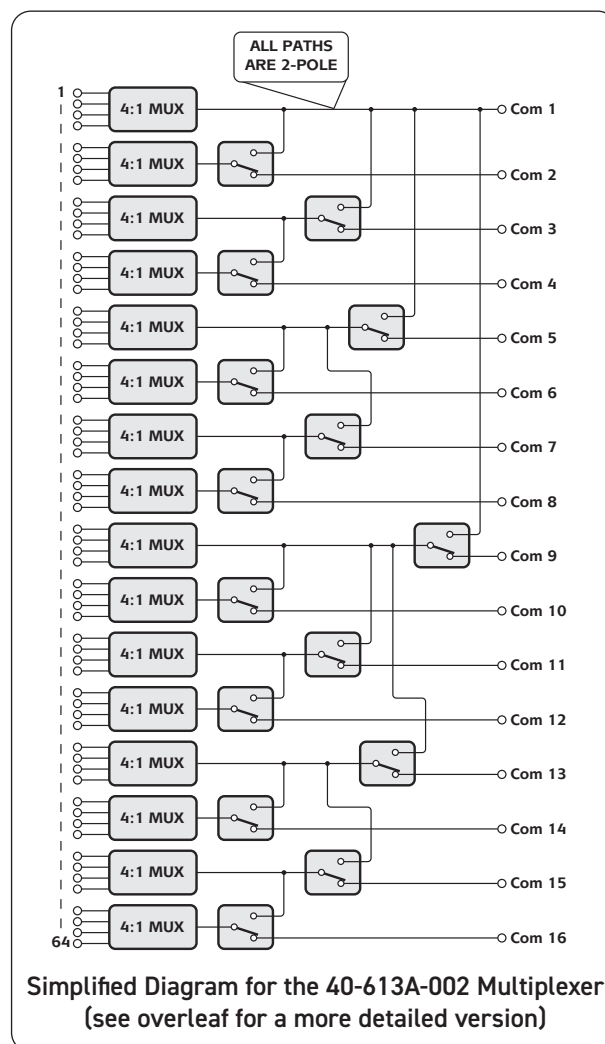 ALL PATHS
ARE 2-POLE
1
4:1 MUX
Com 1
4:1 MUX
Com 2
4:1 MUX
Com 3
4:1 MUX
Com 4
4:1 MUX
Com 5
4:1 MUX
Com 6
4:1 MUX
Com 7
4:1 MUX
Com 8
4:1 MUX
Com 9
4:1 MUX
Com 10
4:1 MUX
Com 11
4:1 MUX
Com 12
4:1 MUX
Com 13
4:1 MUX
Com 14
4:1 MUX
Com 15
64
4:1 MUX
Com 16
Simplified Diagram for the 40-613A-002 Multiplexer
(see overleaf for a more detailed version)